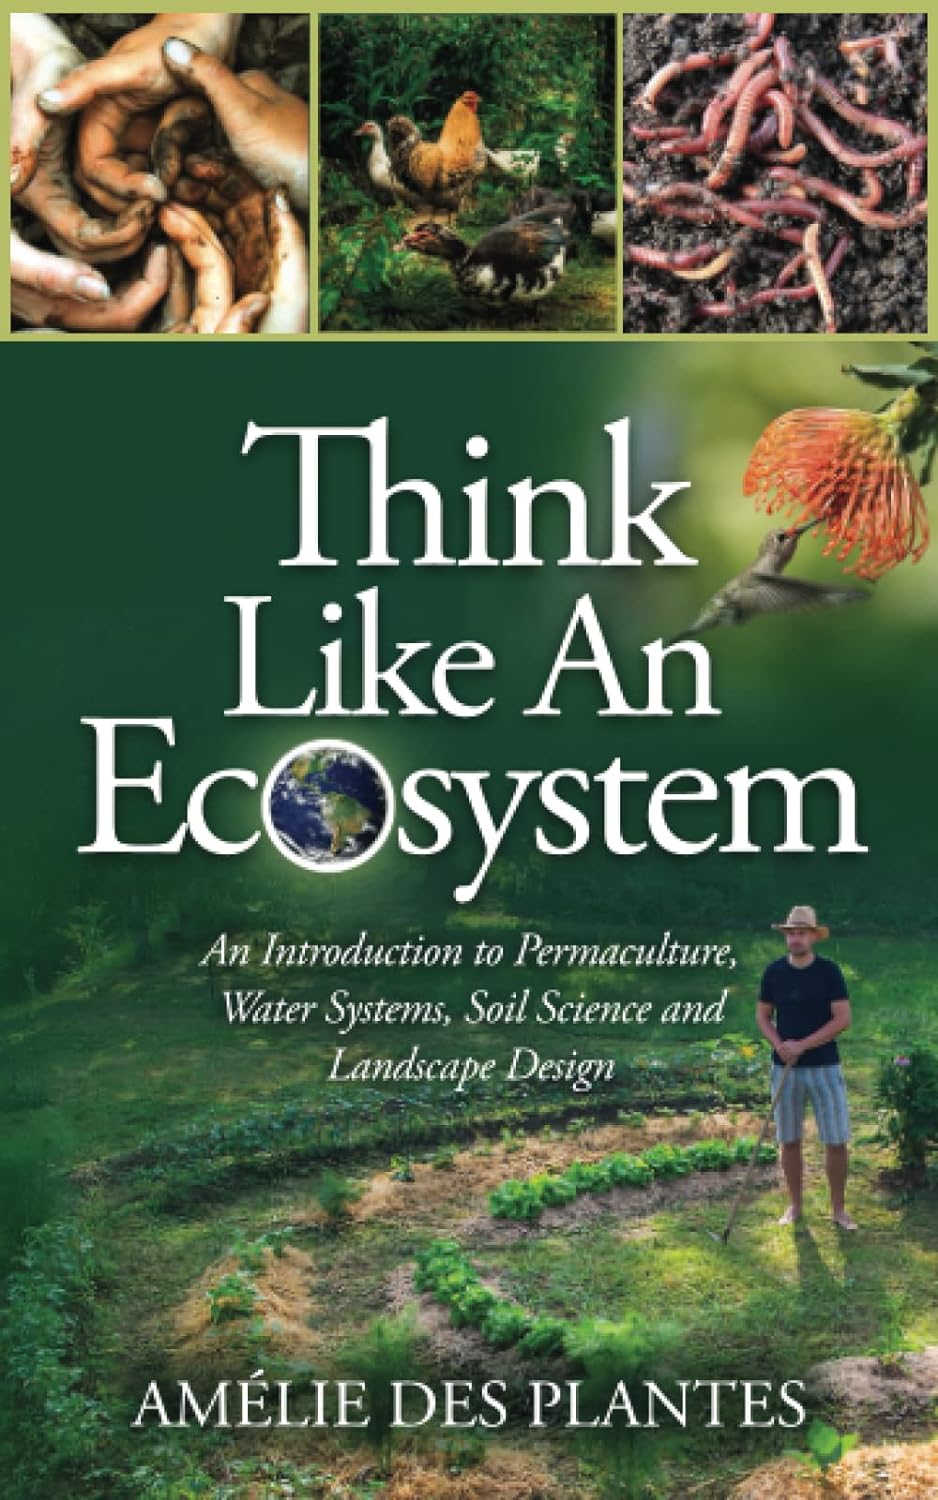 Think
Like An
Ecosystem
An Introduction to Permaculture,
Water Systems, Soil Science and
Landscape Design
AMÉLIE DES PLANTES